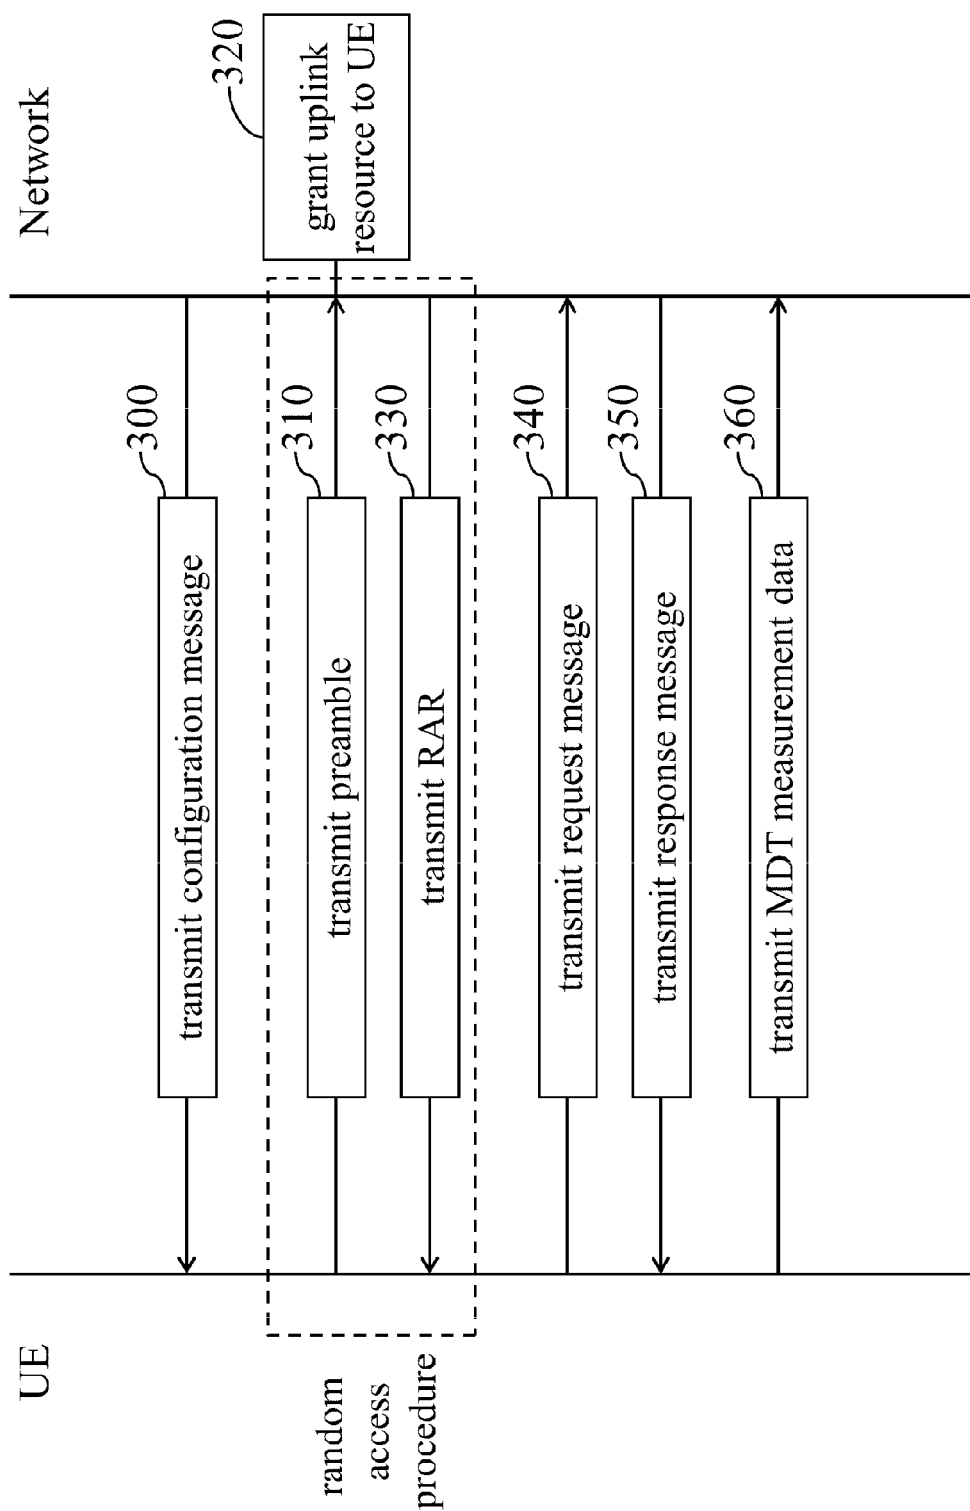 UE
Network
300
transmit configuration message
random
access
procedure
310
transmit preamble
320
grant uplink
resource to UE
330
transmit RAR
340
transmit request message
350
transmit response message
360
transmit MDT measurement data